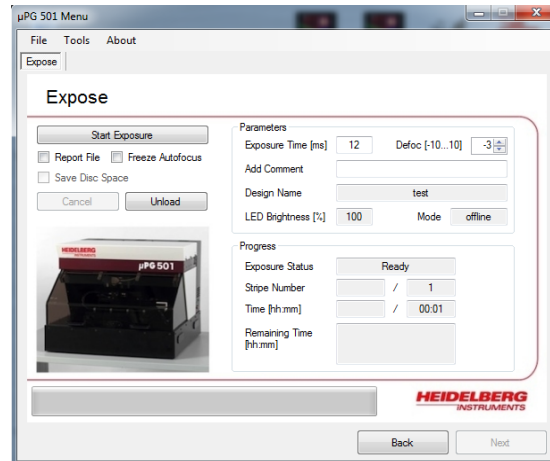 µPG 501 Menu
File Tools About
Expose
Expose
Start Exposure
Report File Freeze Autofocus
Save Disc Space
Cancel Unload
HEIDELBERG
INSTRUMENTS
µPG 501
Parameters
Exposure Time [ms] 12 Defoc [-10...10] -3
Add Comment
Design Name test
LED Brightness [%] 100 Mode offline
Progress
Exposure Status Ready
Stripe Number / 1
Time [hh:mm] / 00:01
Remaining Time
[hh:mm]
HEIDELBERG
INSTRUMENTS
Back Next